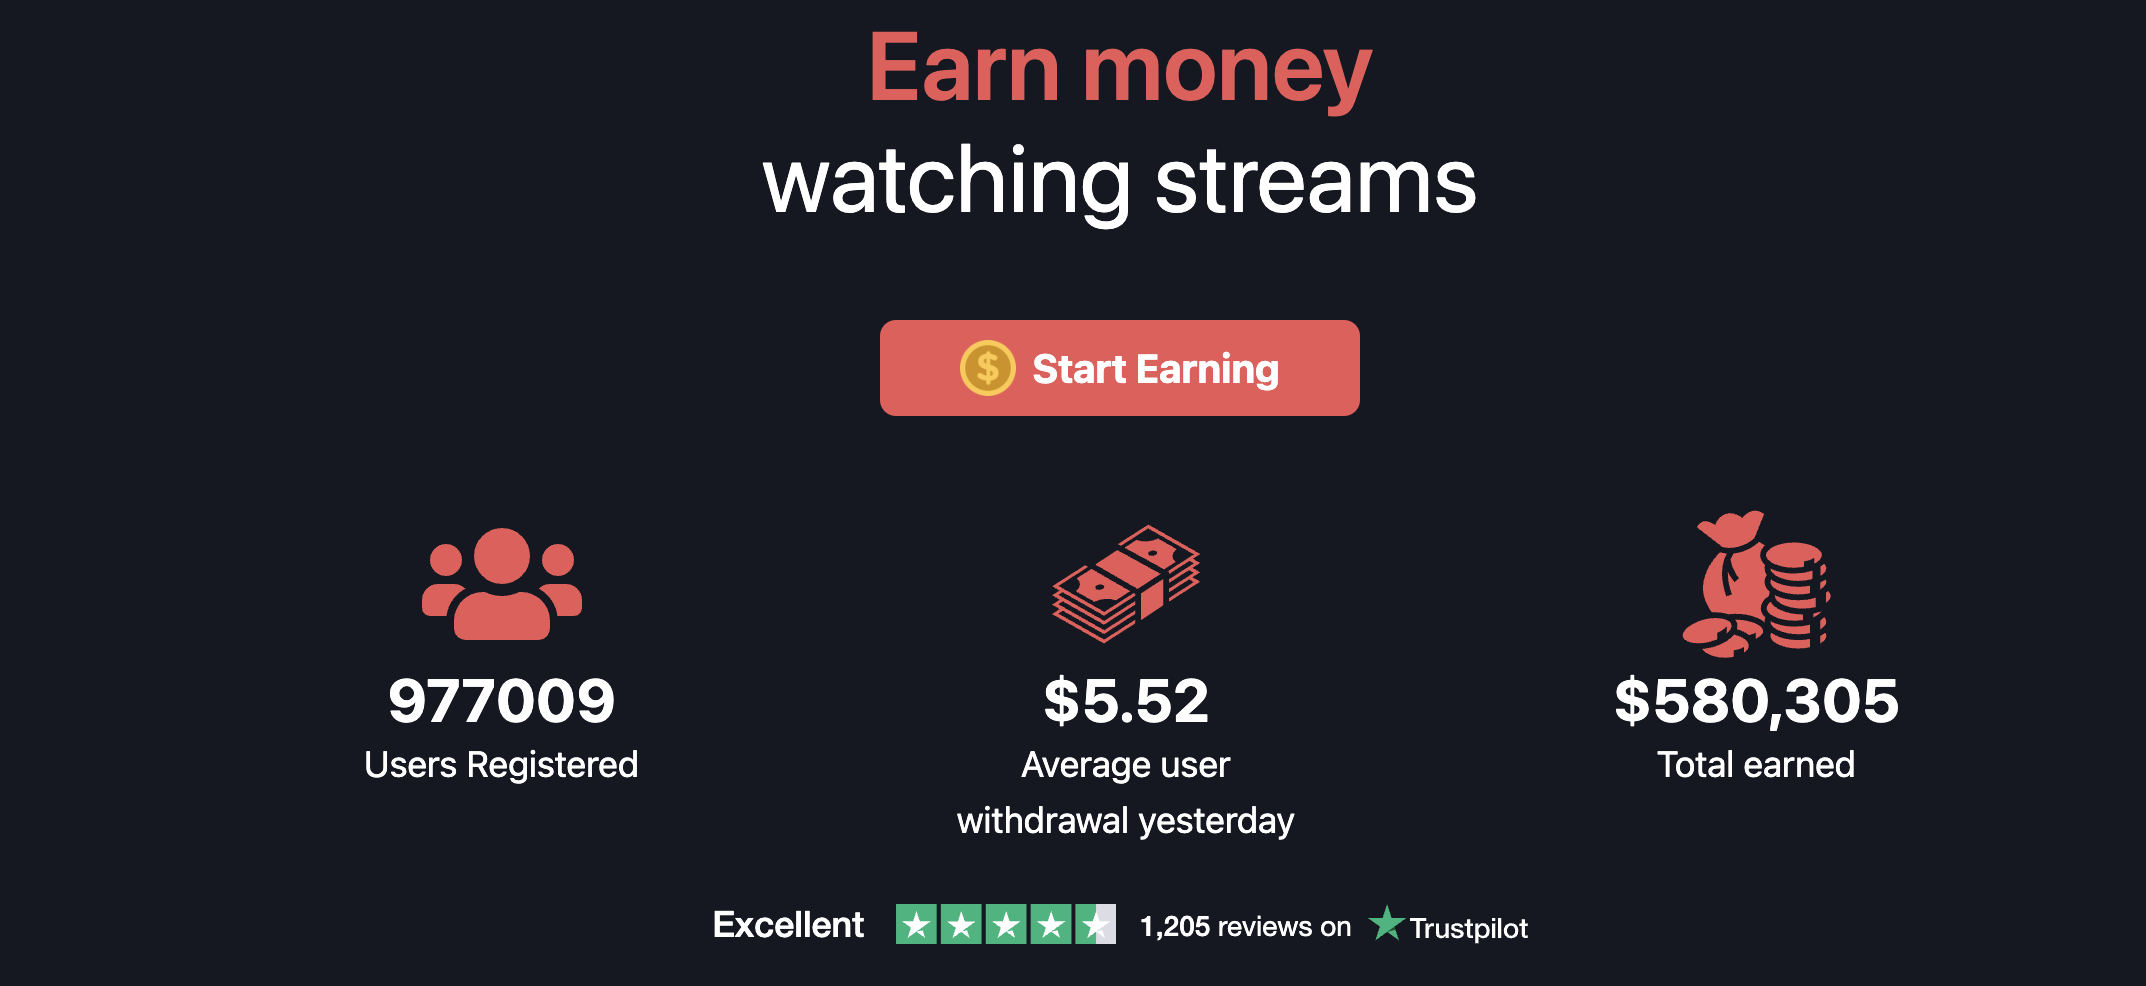 Earn money
watching streams
$ Start Earning
977009
Users Registered
$5.52
Average user
withdrawal yesterday
$580,305
Total earned
Excellent 1,205 reviews on Trustpilot